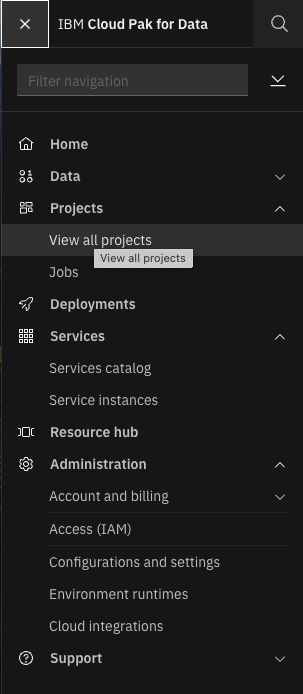 IBM Cloud Pak for Data
Filter navigation
Home
Data
Projects
View all projects
View all projects
Jobs
Deployments
Services
Services catalog
Service instances
Resource hub
Administration
Account and billing
Access (IAM)
Configurations and settings
Environment runtimes
Cloud integrations
Support